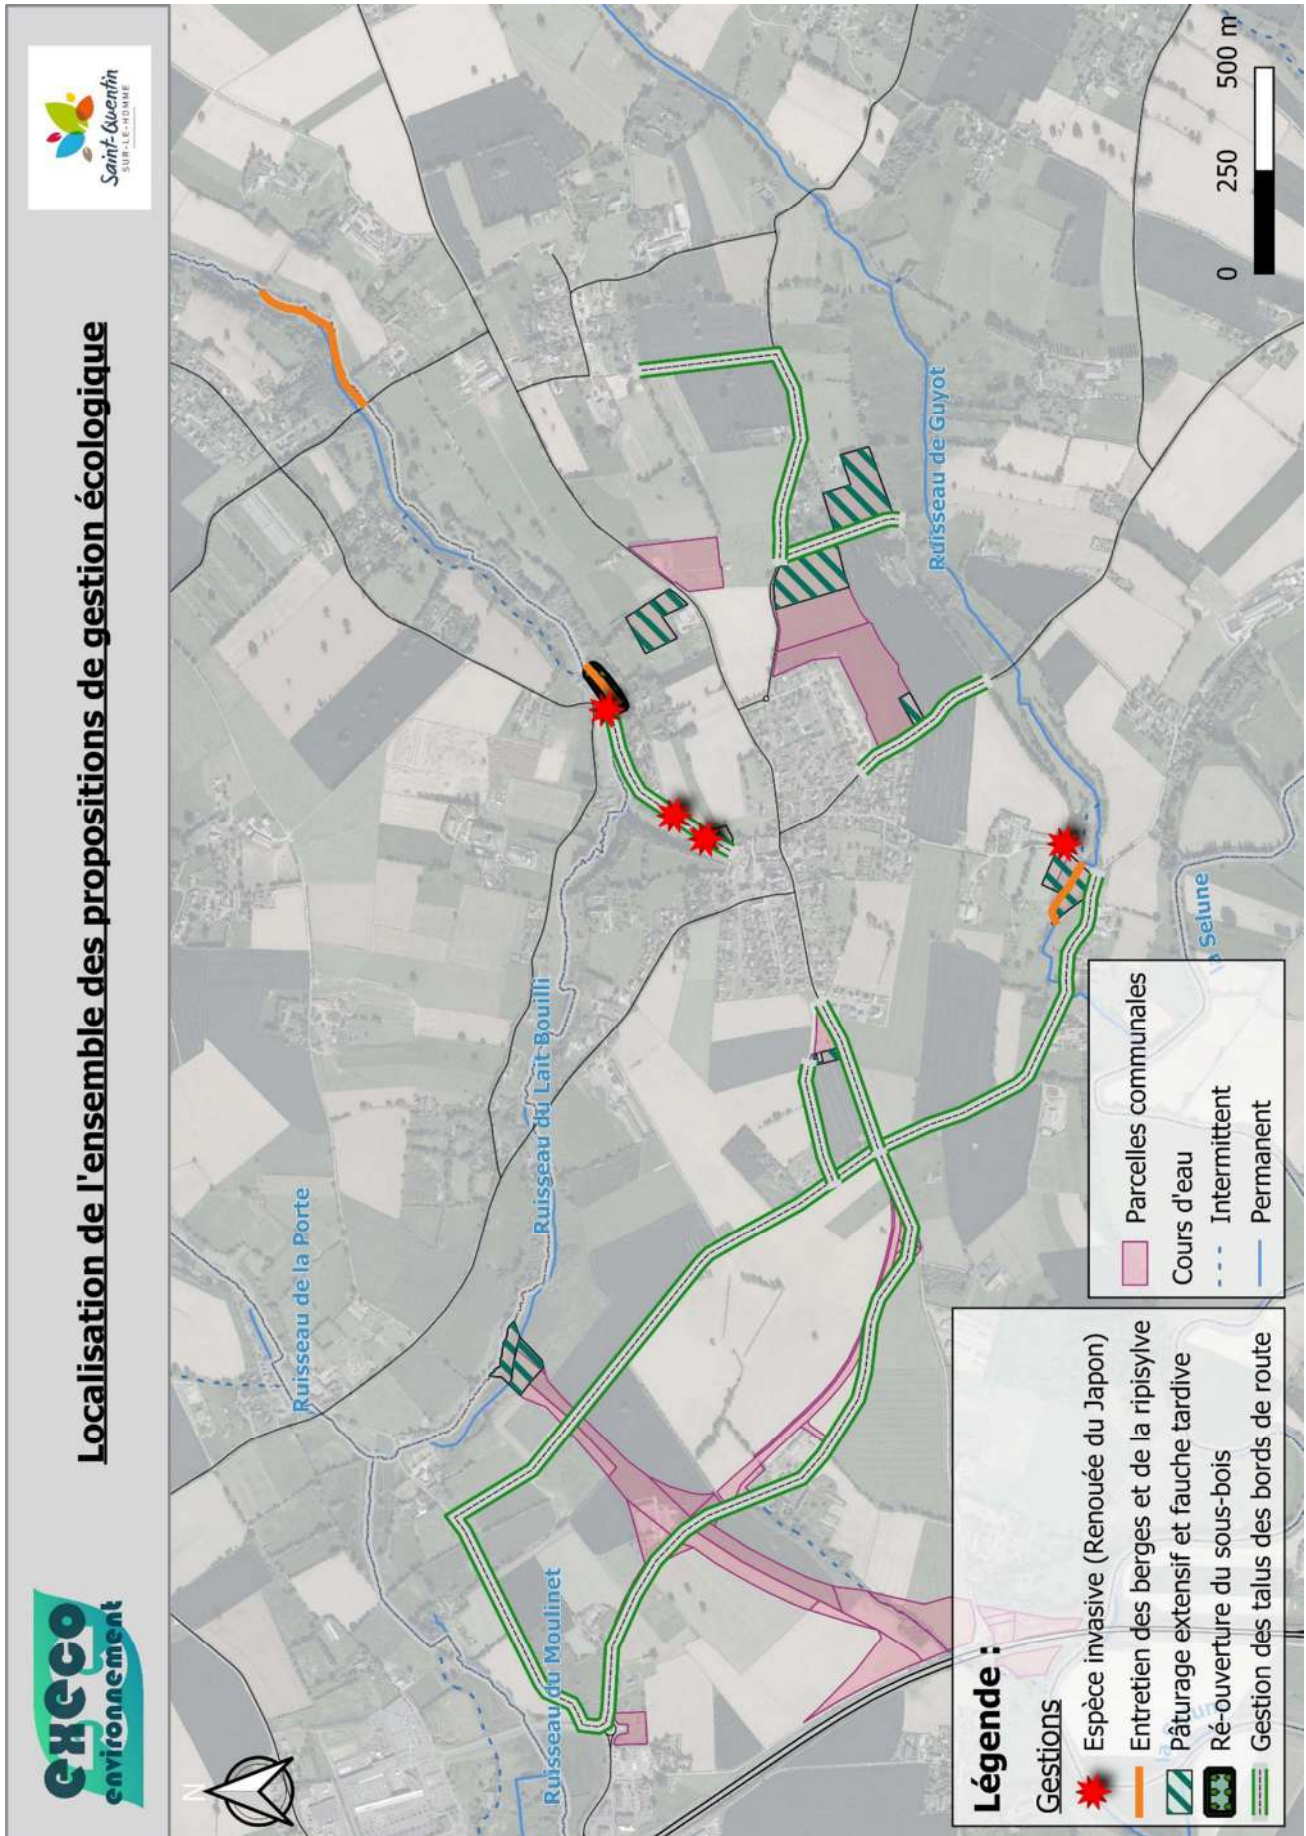 execo
environnement
Localisation de l'ensemble des propositions de gestion écologique
Saint-Quentin
SUR-LE-HOMME
N
Ruisseau de la Porte
Ruisseau du Lait Bouilli
Ruisseau du Moulinet
Ruisseau de Guyot
la Selune
Légende :
Gestions
Espèce invasive (Renouée du Japon)
Entretien des berges et de la ripisylve
Pâturage extensif et fauche tardive
Ré-ouverture du sous-bois
Gestion des talus des bords de route
Parcelles communales
Cours d'eau
Intermittent
Permanent
0 250 500 m